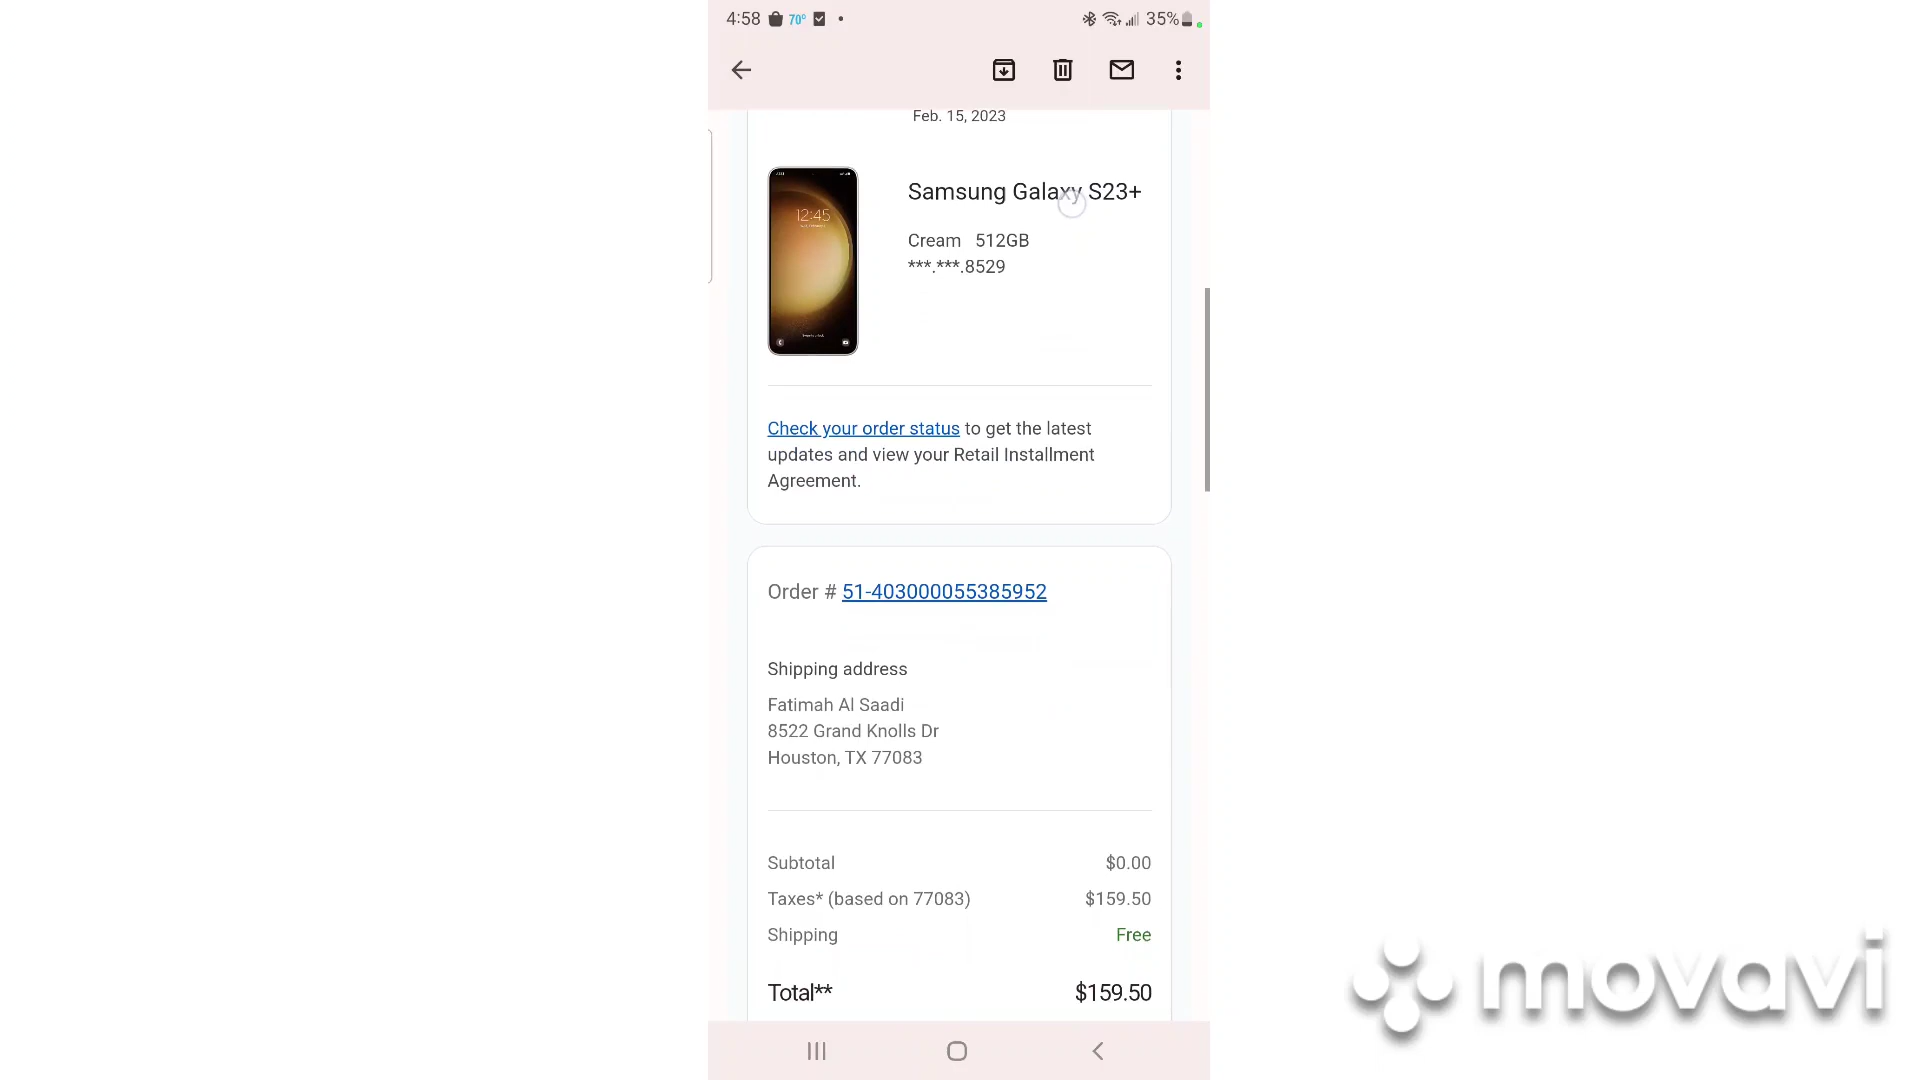 4:58 70° 35%
Feb. 15, 2023
12:45
Samsung Galaxy S23+
Cream 512GB
***.***.8529
Check your order status to get the latest
updates and view your Retail Installment
Agreement.
Order # 51-403000055385952
Shipping address
Fatimah Al Saadi
8522 Grand Knolls Dr
Houston, TX 77083
Subtotal $0.00
Taxes* (based on 77083) $159.50
Shipping Free
Total** $159.50
movavi